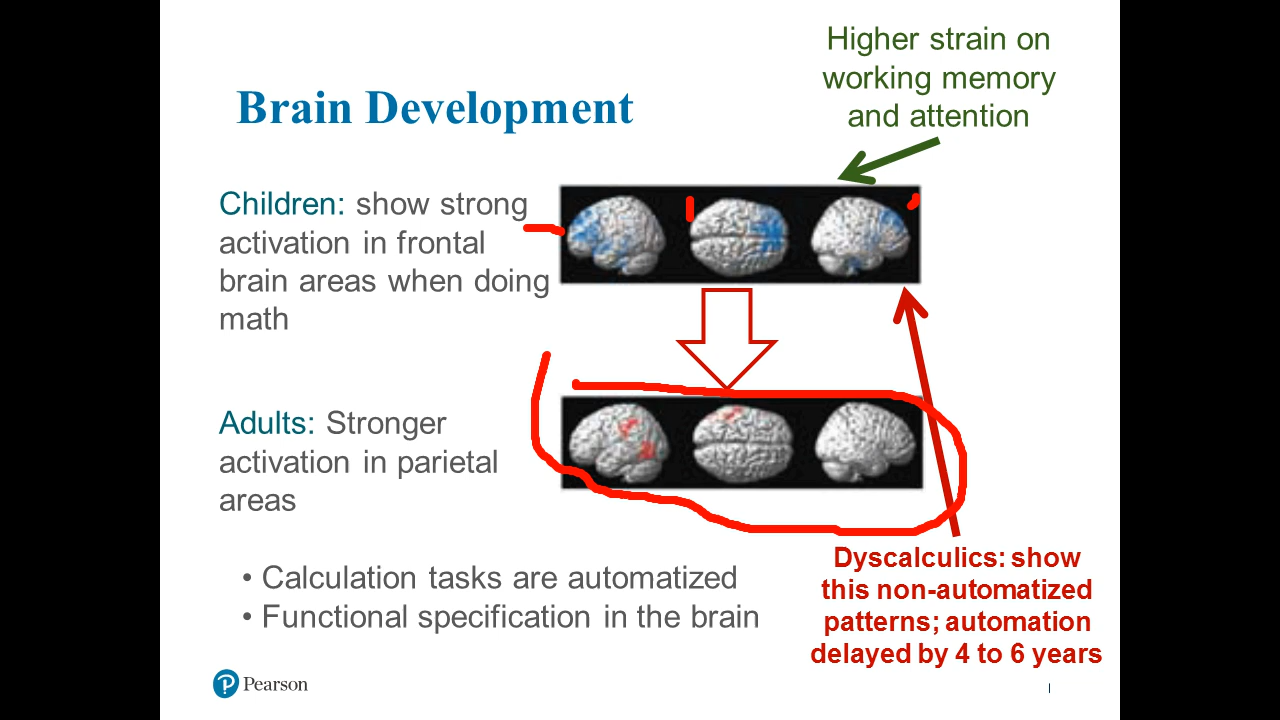 Higher strain on
working memory
and attention
Brain Development
Children: show strong
activation in frontal
brain areas when doing
math
Adults: Stronger
activation in parietal
areas
• Calculation tasks are automatized
• Functional specification in the brain
Dyscalculics: show
this non-automatized
patterns; automation
delayed by 4 to 6 years
Pearson